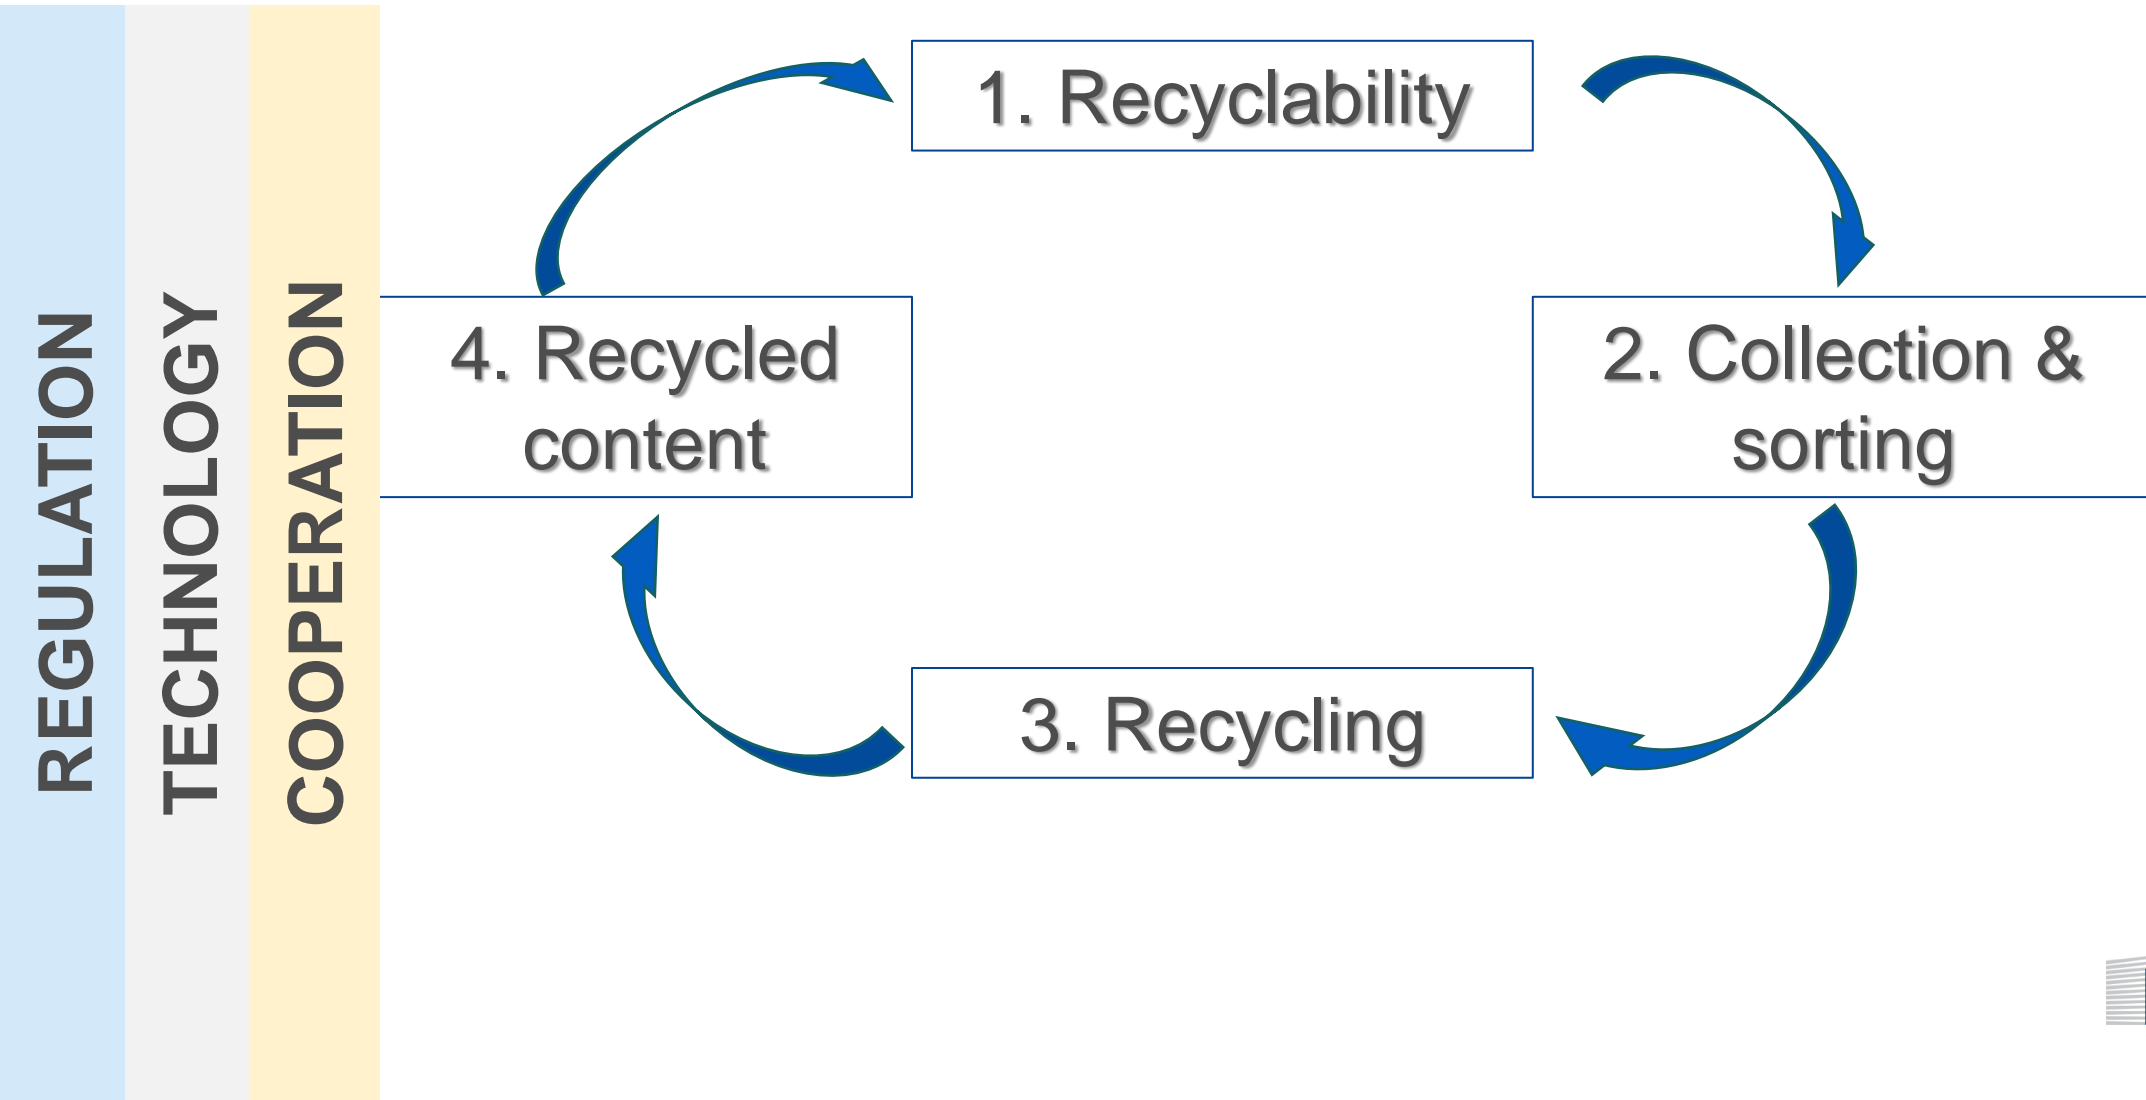 REGULATION
TECHNOLOGY
COOPERATION
1. Recyclability
2. Collection &
sorting
3. Recycling
4. Recycled
content